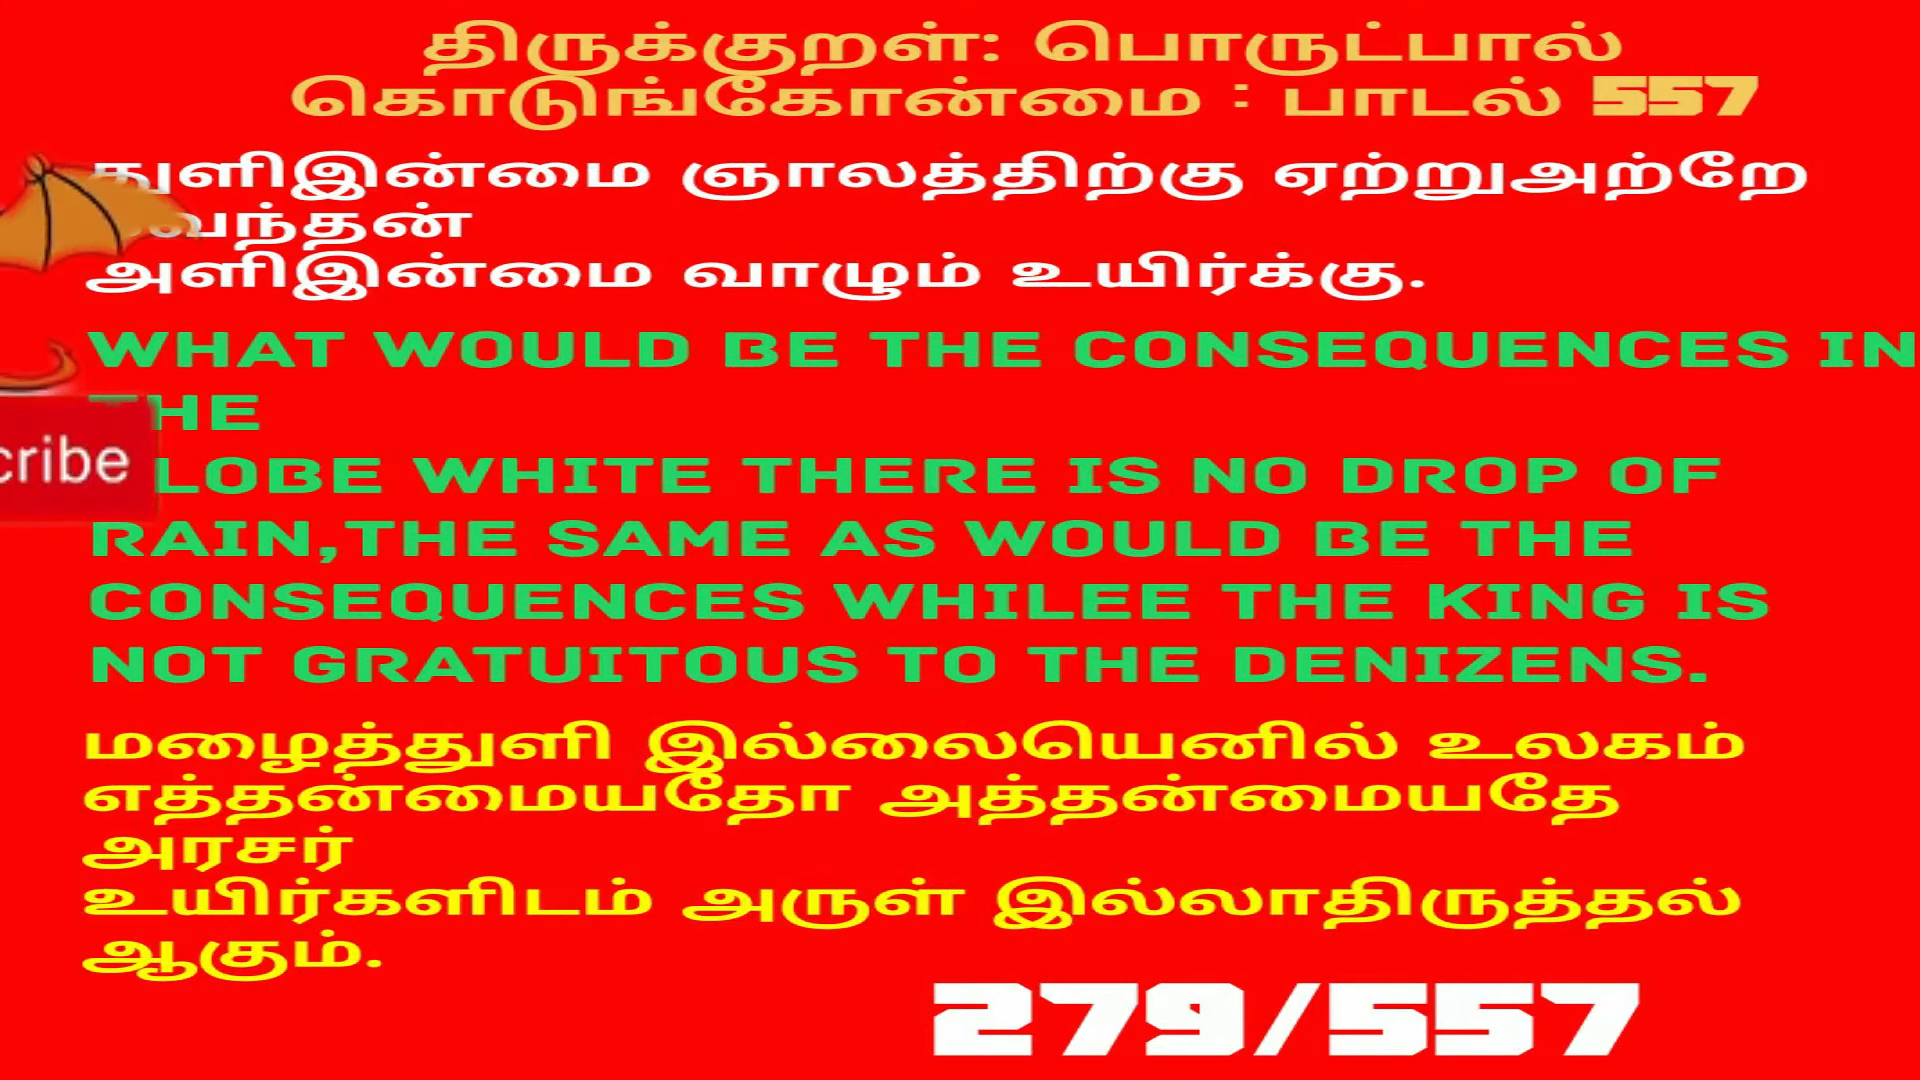 திருக்குறள்: பொருட்பால்
கொடுங்கோன்மை : பாடல் 557
துளிஇன்மை ஞாலத்திற்கு ஏற்றுஅற்றே
அளிஇன்மை வாழும் உயிர்க்கு.
WHAT WOULD BE THE CONSEQUENCES IN
THE
cribe
LOBE WHITE THERE IS NO DROP OF
RAIN,THE SAME AS WOULD BE THE
CONSEQUENCES WHILEE THE KING IS
NOT GRATUITOUS TO THE DENIZENS.
மழைத்துளி இல்லையெனில் உலகம்
எத்தன்மையதோ அத்தன்மையதே
அரசர்
உயிர்களிடம் அருள் இல்லாதிருத்தல்
ஆகும்.
279/557